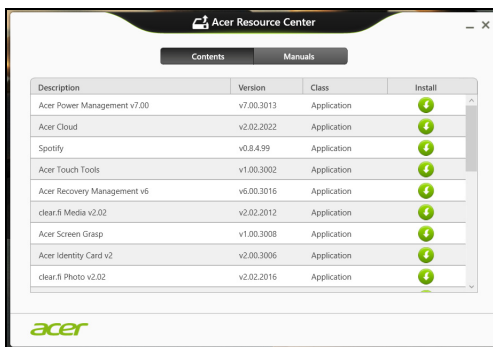 Acer Resource Center
Contents Manuals
Description Version Class Install
Acer Power Management v7.00 v7.00.3013 Application
Acer Cloud v2.02.2022 Application
Spotify v0.8.4.99 Application
Acer Touch Tools v1.00.3002 Application
Acer Recovery Management v6 v6.00.3016 Application
clear.fi Media v2.02 v2.02.2012 Application
Acer Screen Grasp v1.00.3008 Application
Acer Identity Card v2 v2.00.3006 Application
clear.fi Photo v2.02 v2.02.2016 Application
acer